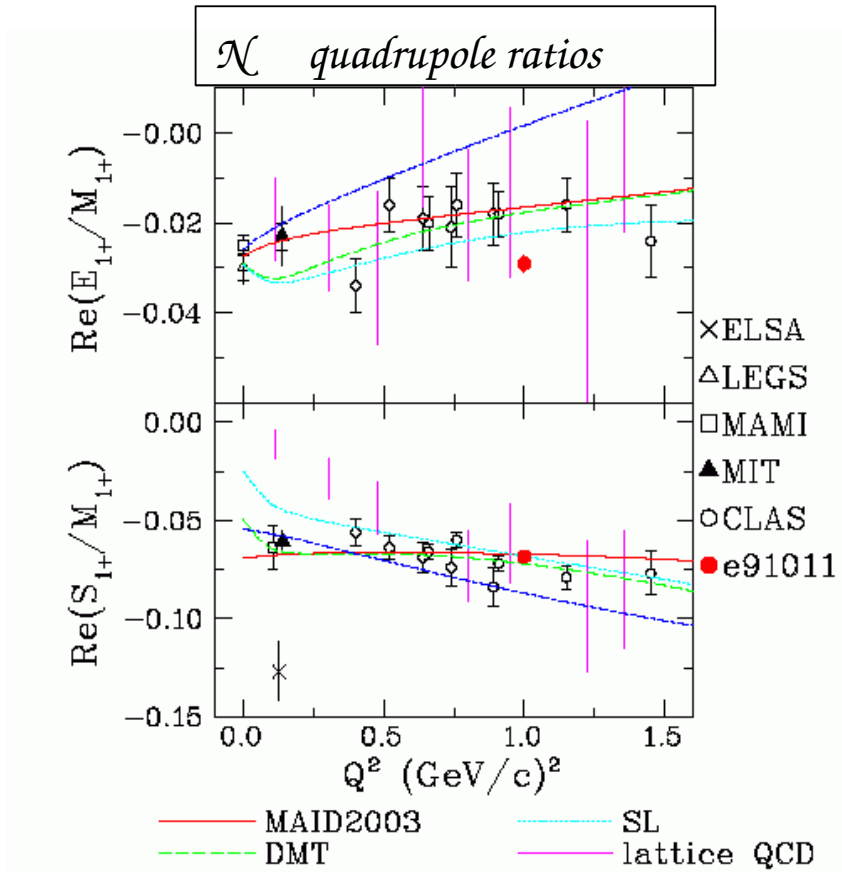 N quadrupole ratios
Re(E1+/M1+)
−0.00
−0.02
−0.04
Re(S1+/M1+)
0.00
−0.05
−0.10
−0.15
0.0 0.5 1.0 1.5
Q² (GeV/c)²
×ELSA
△LEGS
□MAMI
▲MIT
○CLAS
●e91011
MAID2003
DMT
SL
lattice QCD